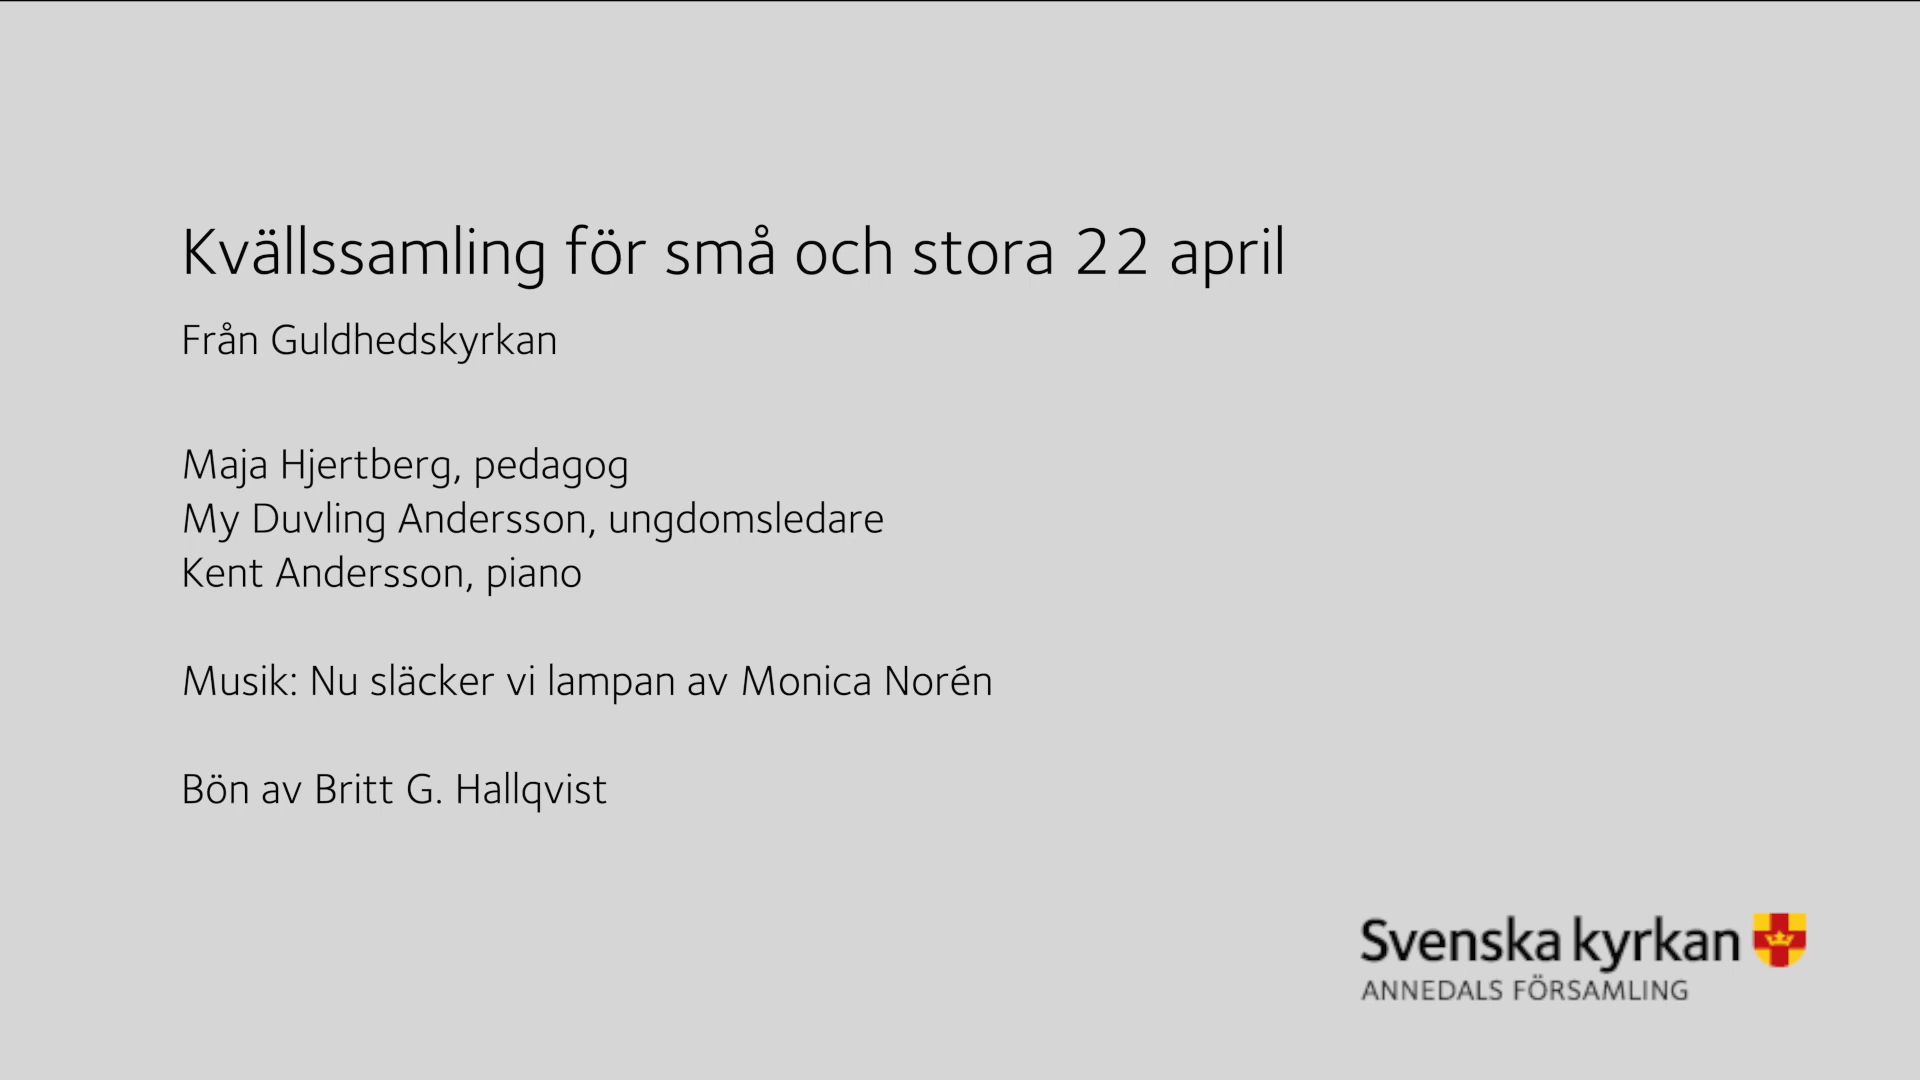 Kvällssamling för små och stora 22 april
Från Guldhedskyrkan
Maja Hjertberg, pedagog
My Duvling Andersson, ungdomsledare
Kent Andersson, piano
Musik: Nu släcker vi lampan av Monica Norén
Bön av Britt G. Hallqvist
Svenska kyrkan
ANNEDALS FÖRSAMLING